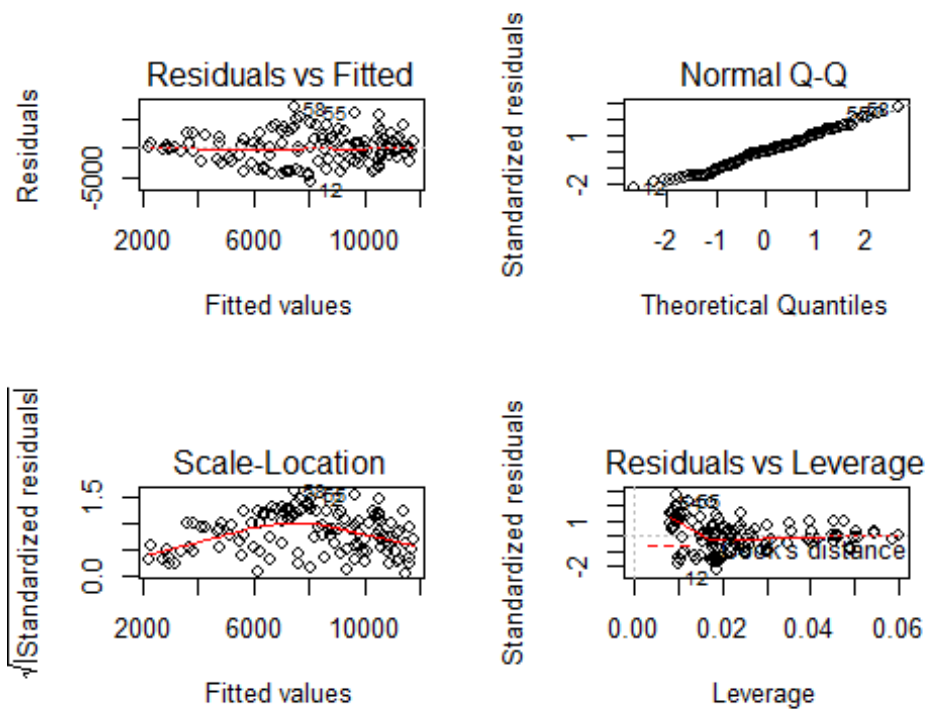 Residuals vs Fitted
Residuals
-5000
58
55
12
2000 6000 10000
Fitted values
Normal Q-Q
Standardized residuals
1
-2
58
12
-2 -1 0 1 2
Theoretical Quantiles
Scale-Location
√|Standardized residuals|
1.5
0.0
58
55
2000 6000 10000
Fitted values
Residuals vs Leverage
Standardized residuals
1
-2
55
12
Cook's distance
0.00 0.02 0.04 0.06
Leverage